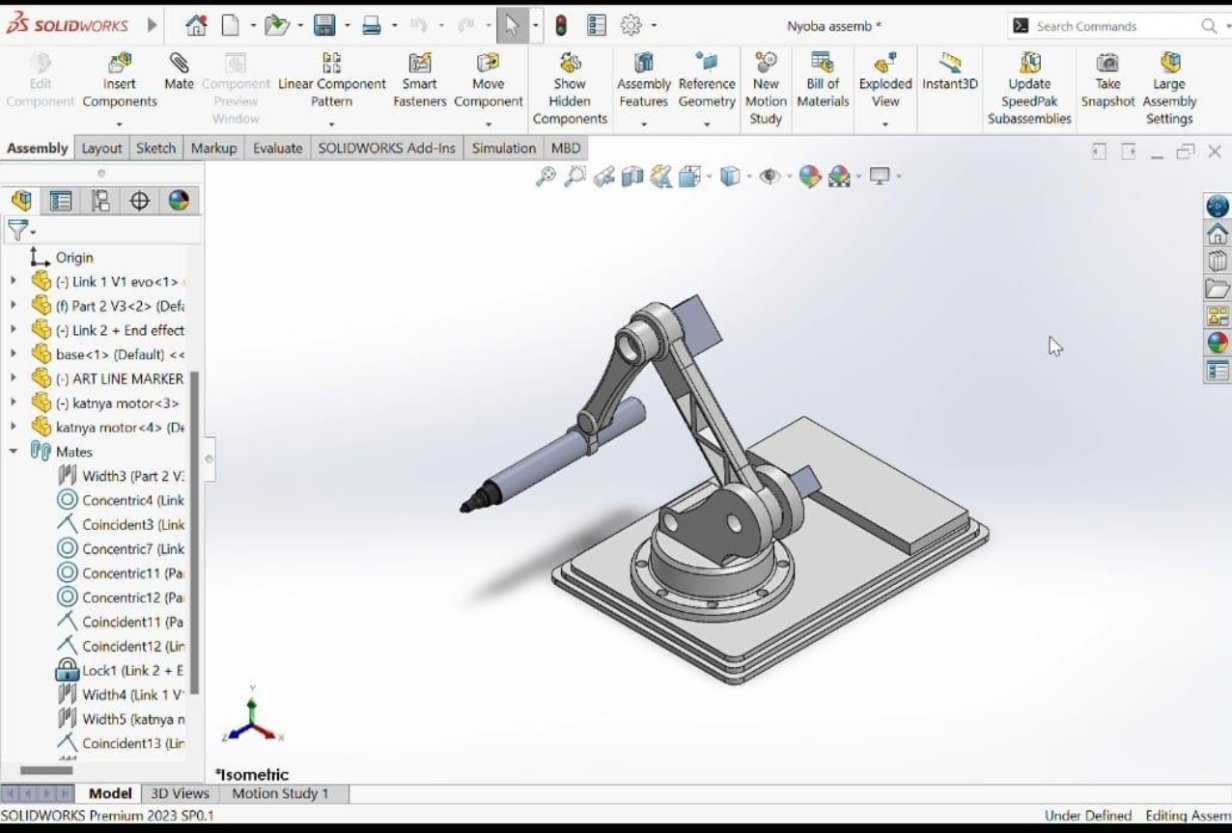 SOLIDWORKS
Nyoba assemb *
Search Commands
Edit Component
Insert Components
Mate
Component Preview Window
Linear Component Pattern
Smart Fasteners
Move Component
Show Hidden Components
Assembly Features
Reference Geometry
New Motion Study
Bill of Materials
Exploded View
Instant3D
Update SpeedPak Subassemblies
Take Snapshot
Large Assembly Settings
Assembly Layout Sketch Markup Evaluate SOLIDWORKS Add-Ins Simulation MBD
Origin
(-) Link 1 V1 evo<1>
(f) Part 2 V3<2> (Defa
(-) Link 2 + End effect
base<1> (Default) <<
(-) ART LINE MARKER
(-) katnya motor<3>
katnya motor<4> (De
Mates
Width3 (Part 2 V3
Concentric4 (Link
Coincident3 (Link
Concentric7 (Link
Concentric11 (Pa
Concentric12 (Pa
Coincident11 (Pa
Coincident12 (Lin
Lock1 (Link 2 + E
Width4 (Link 1 V
Width5 (katnya n
Coincident13 (Lin
Y
Z X
*Isometric
Model 3D Views Motion Study 1
SOLIDWORKS Premium 2023 SP0.1
Under Defined Editing Assem